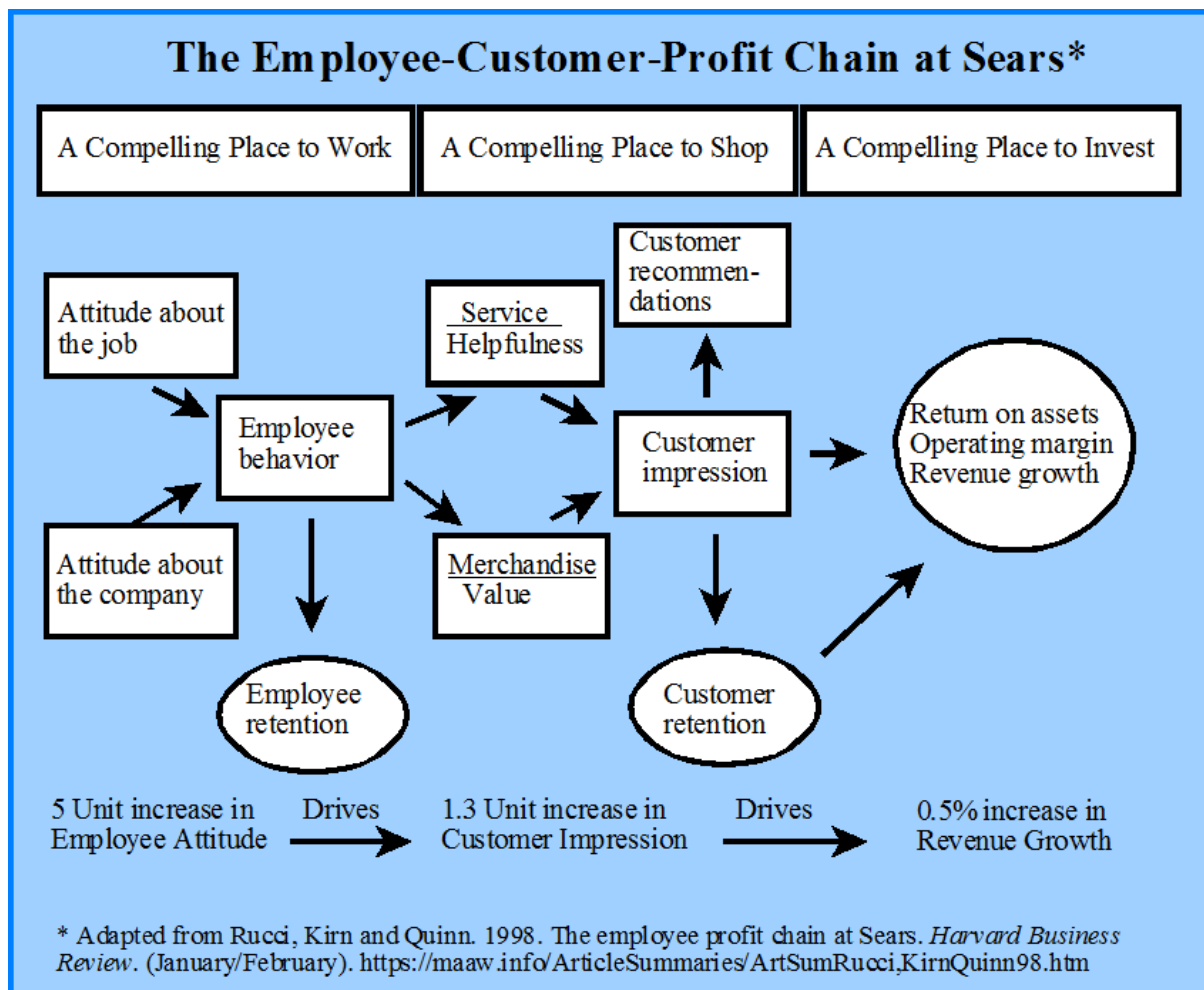 The Employee-Customer-Profit Chain at Sears*
A Compelling Place to Work
A Compelling Place to Shop
A Compelling Place to Invest
Customer
recommen-
dations
Attitude about
the job
Service
Helpfulness
Employee
behavior
Customer
impression
Return on assets
Operating margin
Revenue growth
Attitude about
the company
Merchandise
Value
Employee
retention
Customer
retention
5 Unit increase in
Employee Attitude
Drives
1.3 Unit increase in
Customer Impression
Drives
0.5% increase in
Revenue Growth
* Adapted from Rucci, Kirn and Quinn. 1998. The employee profit chain at Sears. Harvard Business
Review. (January/February). https://maaw.info/ArticleSummaries/ArtSumRucci,KirnQuinn98.htm